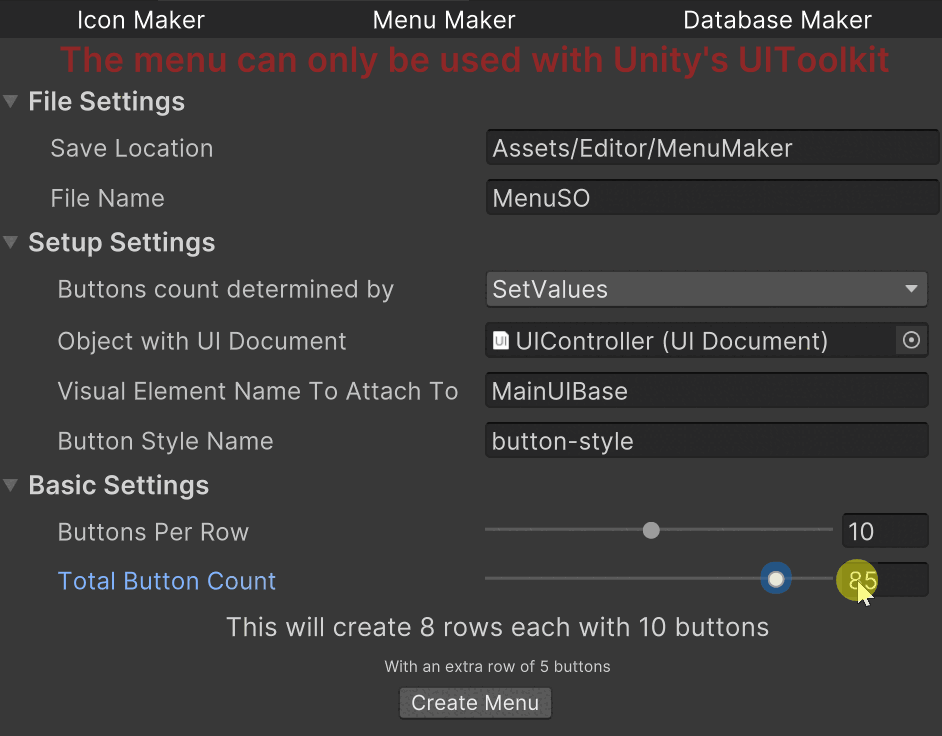 Icon Maker Menu Maker Database Maker
The menu can only be used with Unity's UIToolkit
File Settings
Save Location Assets/Editor/MenuMaker
File Name MenuSO
Setup Settings
Buttons count determined by SetValues
Object with UI Document UIController (UI Document)
Visual Element Name To Attach To MainUIBase
Button Style Name button-style
Basic Settings
Buttons Per Row 10
Total Button Count 85
This will create 8 rows each with 10 buttons
With an extra row of 5 buttons
Create Menu